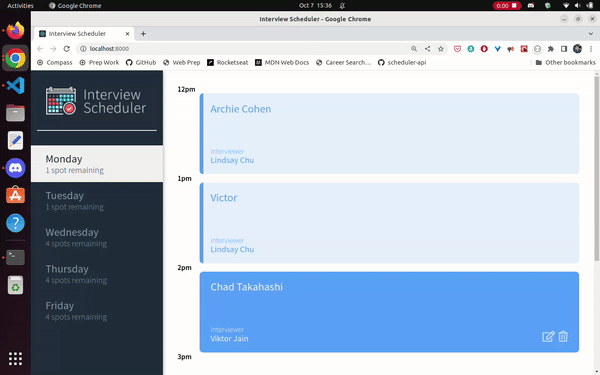 Activities
Google Chrome
Oct 7 15:36
0:00
Interview Scheduler - Google Chrome
Interview Scheduler
localhost:8000
Compass
Prep Work
GitHub
Web Prep
Rocketseat
MDN Web Docs
Career Search…
scheduler-api
Other bookmarks
Interview
Scheduler
Monday
1 spot remaining
Tuesday
1 spot remaining
Wednesday
4 spots remaining
Thursday
4 spots remaining
Friday
4 spots remaining
12pm
Archie Cohen
Interviewer
Lindsay Chu
1pm
Victor
Interviewer
Lindsay Chu
2pm
Chad Takahashi
Interviewer
Viktor Jain
3pm